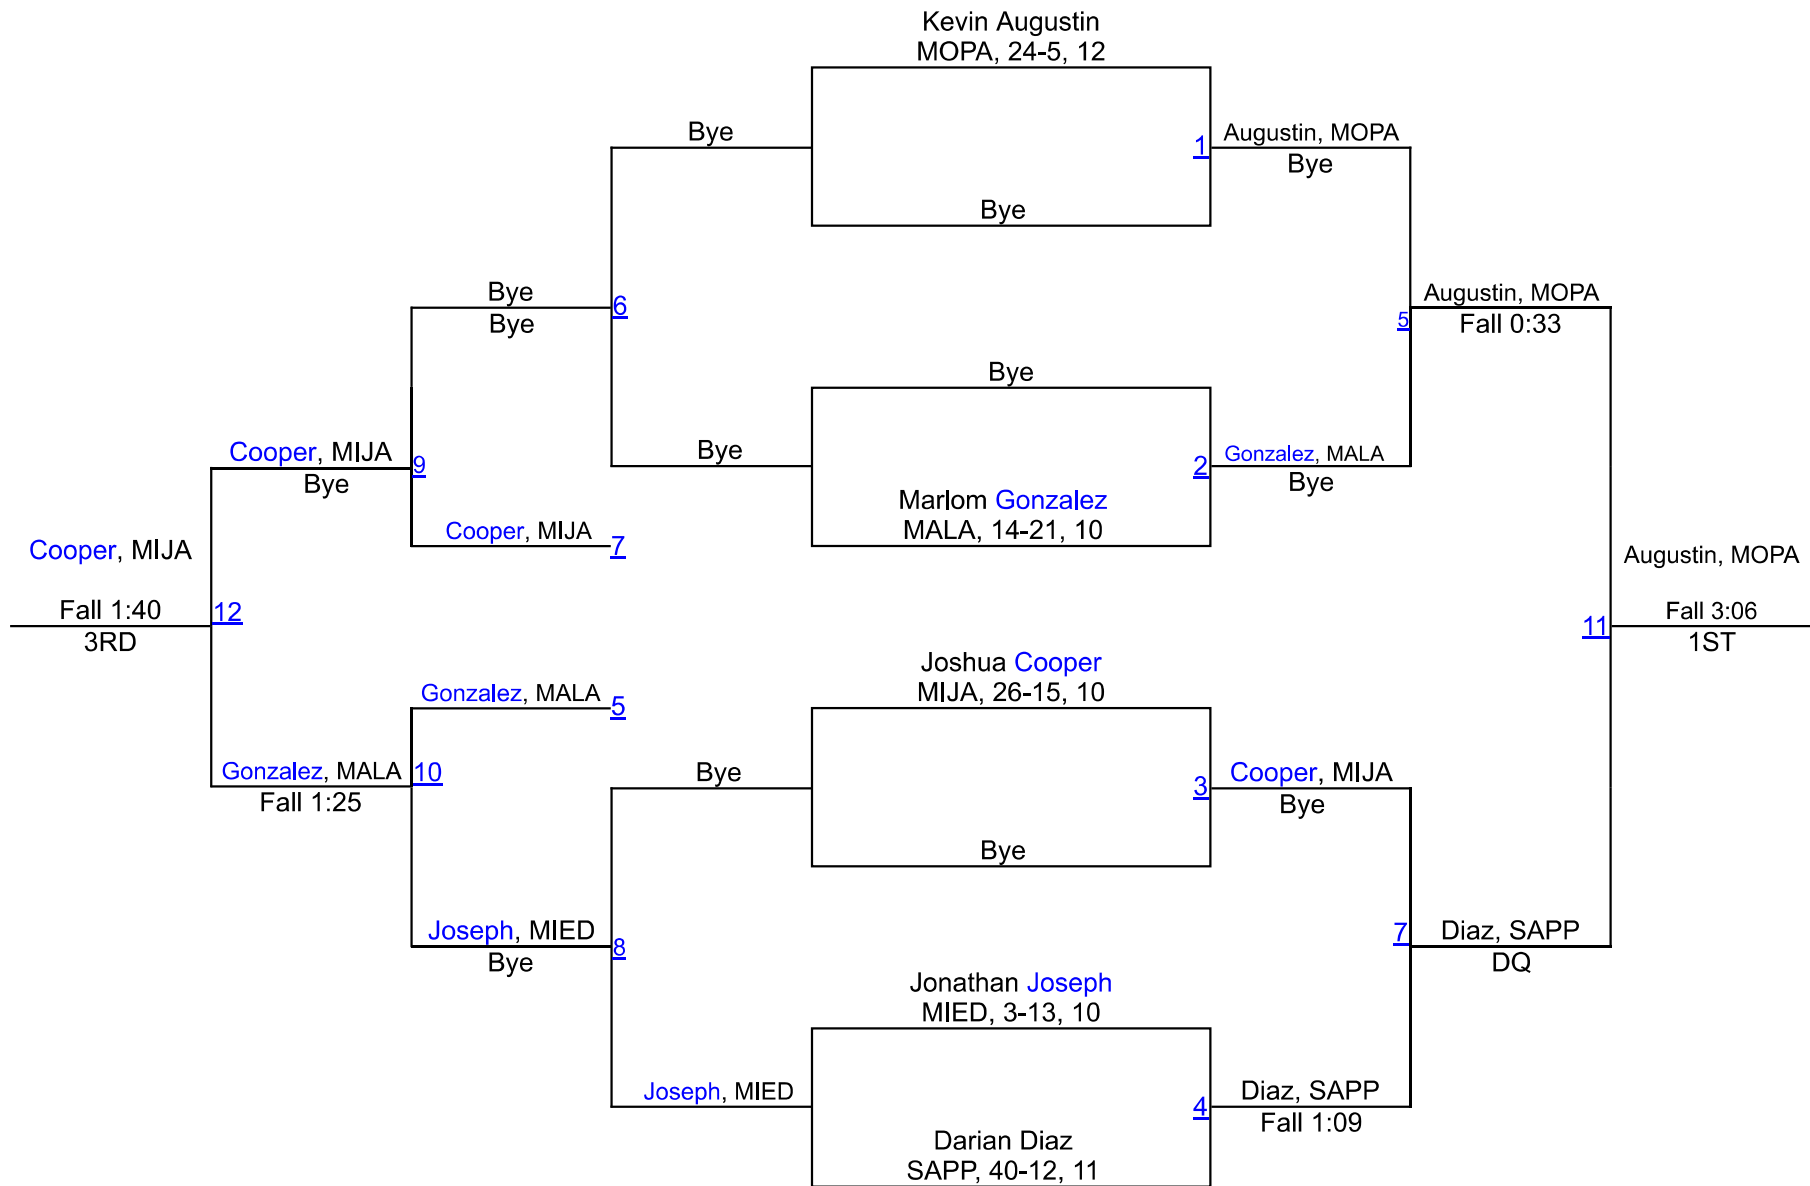 Kevin Augustin
MOPA, 24-5, 12
Bye
1
Augustin, MOPA
Bye
Bye
Bye
Bye
6
Augustin, MOPA
5
Fall 0:33
Bye
Cooper, MIJA
9
Bye
Bye
2
Gonzalez, MALA
Bye
Marlom Gonzalez
MALA, 14-21, 10
Cooper, MIJA
7
Cooper, MIJA
Augustin, MOPA
Fall 1:40
12
3RD
Fall 3:06
11
1ST
Joshua Cooper
MIJA, 26-15, 10
Gonzalez, MALA
5
Gonzalez, MALA
10
Fall 1:25
Bye
3
Cooper, MIJA
Bye
Bye
Joseph, MIED
8
Bye
7
Diaz, SAPP
DQ
Jonathan Joseph
MIED, 3-13, 10
Joseph, MIED
4
Diaz, SAPP
Fall 1:09
Darian Diaz
SAPP, 40-12, 11